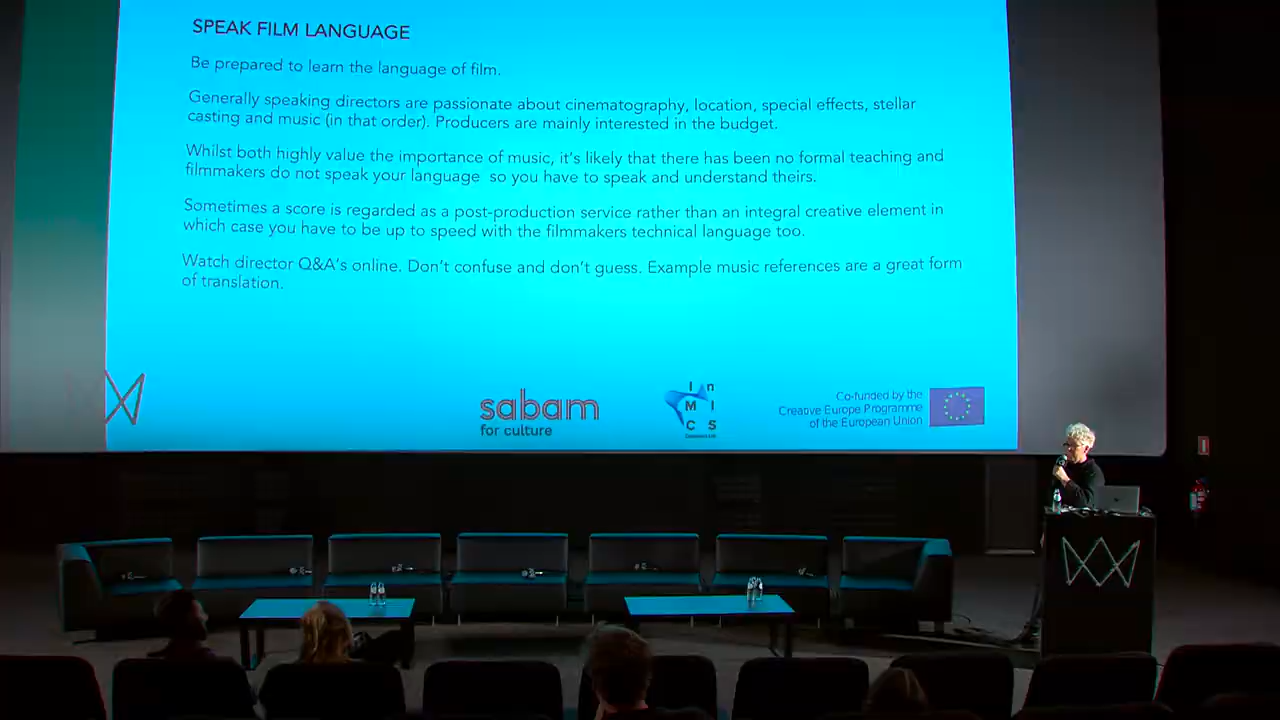 SPEAK FILM LANGUAGE
Be prepared to learn the language of film.
Generally speaking directors are passionate about cinematography, location, special effects, stellar
casting and music (in that order). Producers are mainly interested in the budget.
Whilst both highly value the importance of music, it's likely that there has been no formal teaching and
filmmakers do not speak your language so you have to speak and understand theirs.
Sometimes a score is regarded as a post-production service rather than an integral creative element in
which case you have to be up to speed with the filmmakers technical language too.
Watch director Q&A's online. Don't confuse and don't guess. Example music references are a great form
of translation.
sabam
for culture
I n
M I
C S
Co-funded by the
Creative Europe Programme
of the European Union